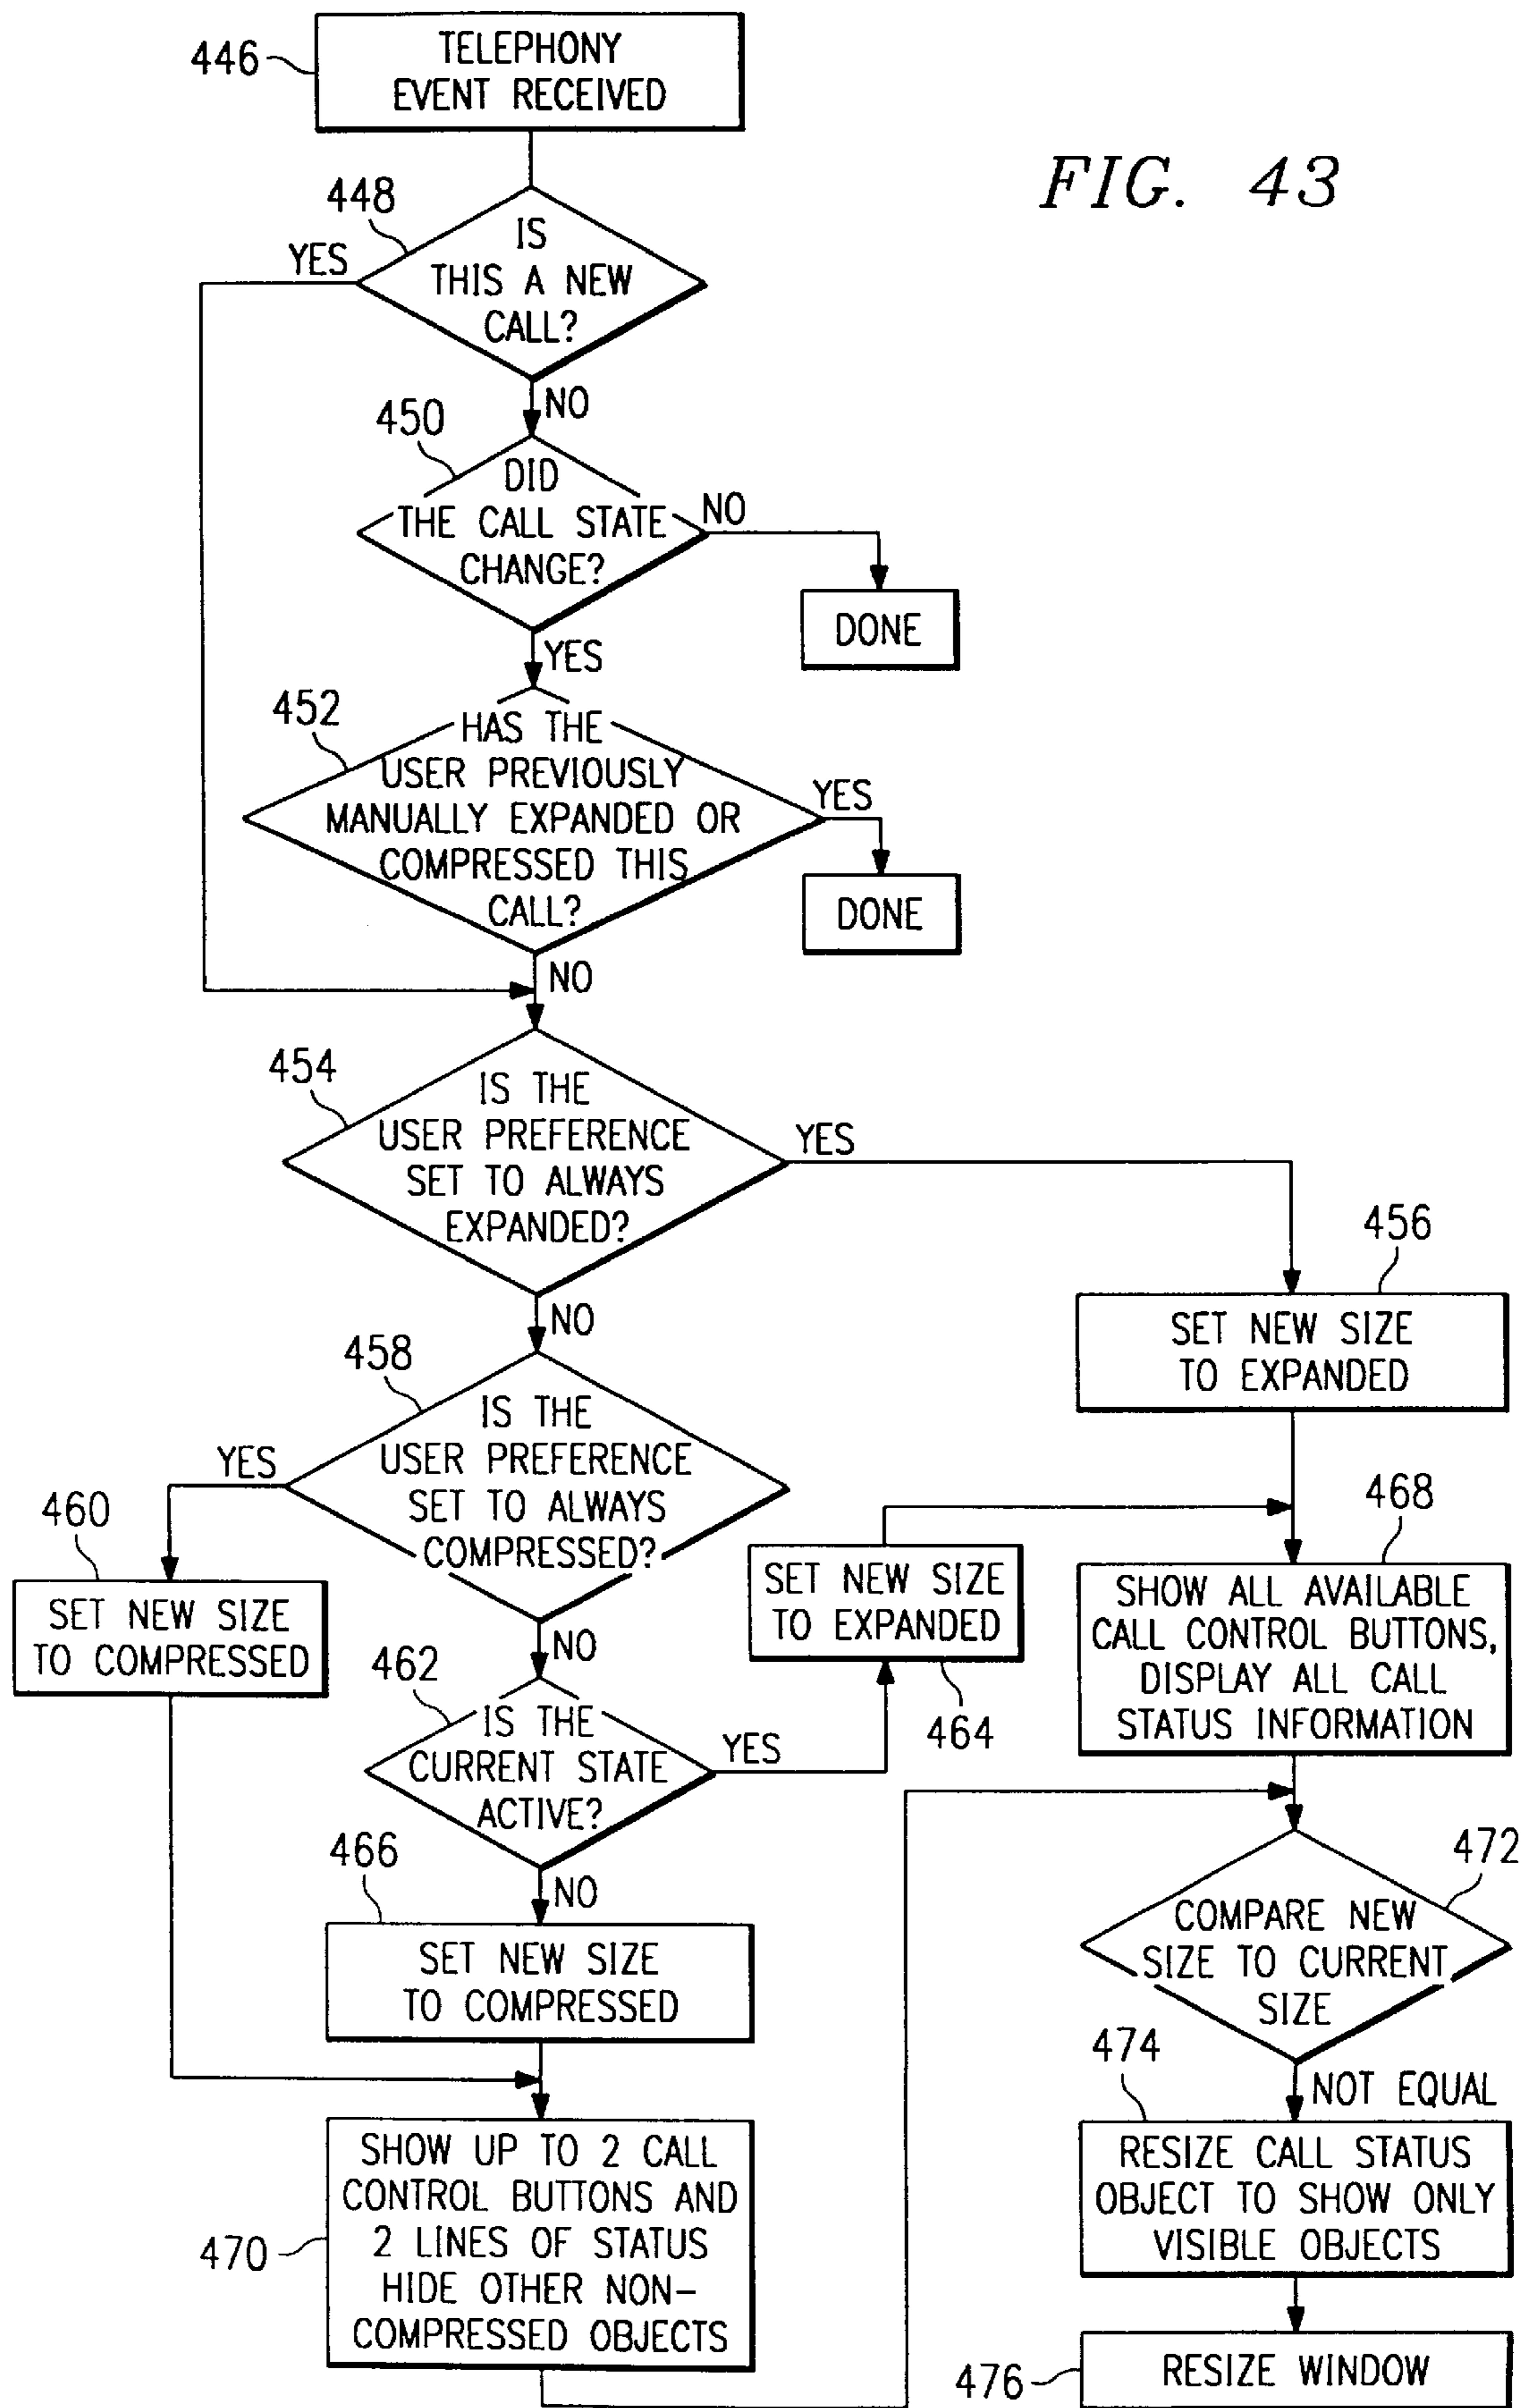 446
TELEPHONY
EVENT RECEIVED
FIG. 43
448
YES
IS
THIS A NEW
CALL?
NO
450
DID
THE CALL STATE
CHANGE?
NO
DONE
YES
452
HAS THE
USER PREVIOUSLY
MANUALLY EXPANDED OR
COMPRESSED THIS
CALL?
YES
DONE
NO
454
IS THE
USER PREFERENCE
SET TO ALWAYS
EXPANDED?
YES
456
SET NEW SIZE
TO EXPANDED
NO
458
IS THE
USER PREFERENCE
SET TO ALWAYS
COMPRESSED?
YES
460
SET NEW SIZE
TO COMPRESSED
NO
462
IS THE
CURRENT STATE
ACTIVE?
YES
SET NEW SIZE
TO EXPANDED
464
468
SHOW ALL AVAILABLE
CALL CONTROL BUTTONS,
DISPLAY ALL CALL
STATUS INFORMATION
466
NO
SET NEW SIZE
TO COMPRESSED
470
SHOW UP TO 2 CALL
CONTROL BUTTONS AND
2 LINES OF STATUS
HIDE OTHER NON-
COMPRESSED OBJECTS
472
COMPARE NEW
SIZE TO CURRENT
SIZE
474
NOT EQUAL
RESIZE CALL STATUS
OBJECT TO SHOW ONLY
VISIBLE OBJECTS
476
RESIZE WINDOW